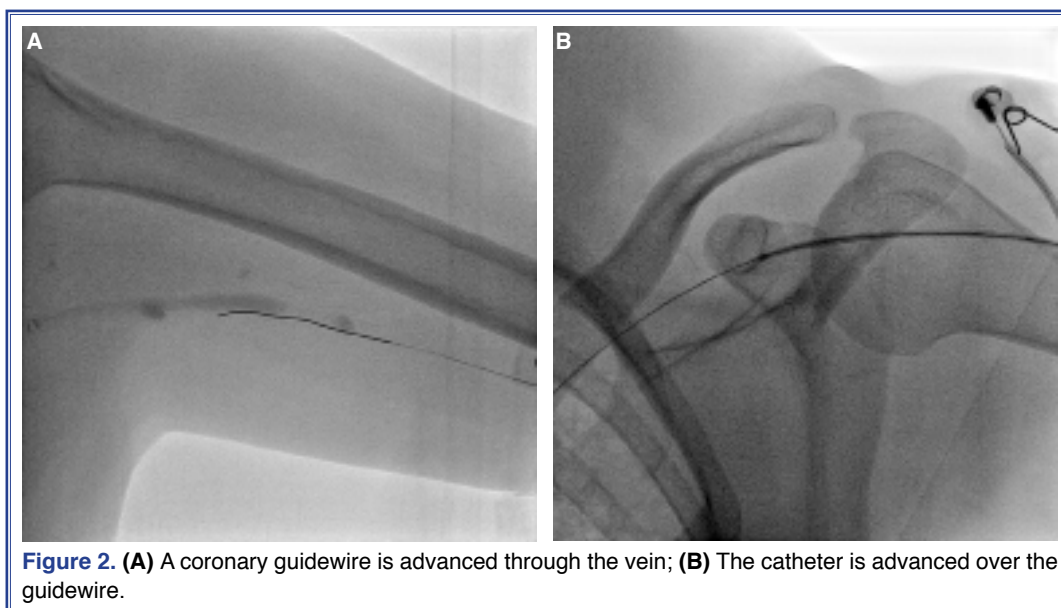 A
B
Figure 2. (A) A coronary guidewire is advanced through the vein; (B) The catheter is advanced over the
guidewire.